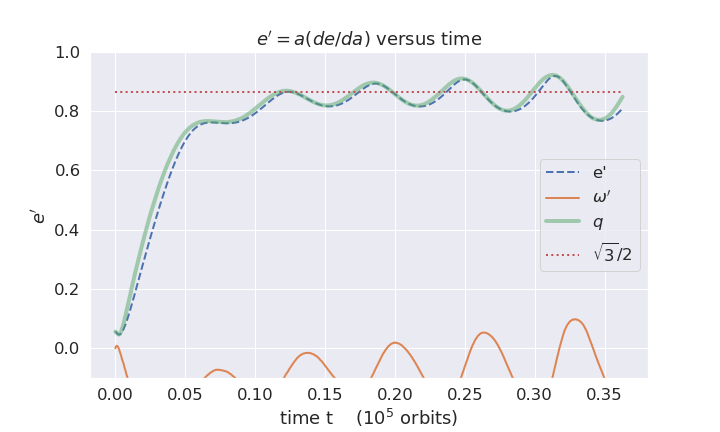 e′ = a(de/da) versus time
1.0
0.8
0.6
0.4
0.2
0.0
e′
e'
ω′
q
√3/2
0.00 0.05 0.10 0.15 0.20 0.25 0.30 0.35
time t (10⁵ orbits)